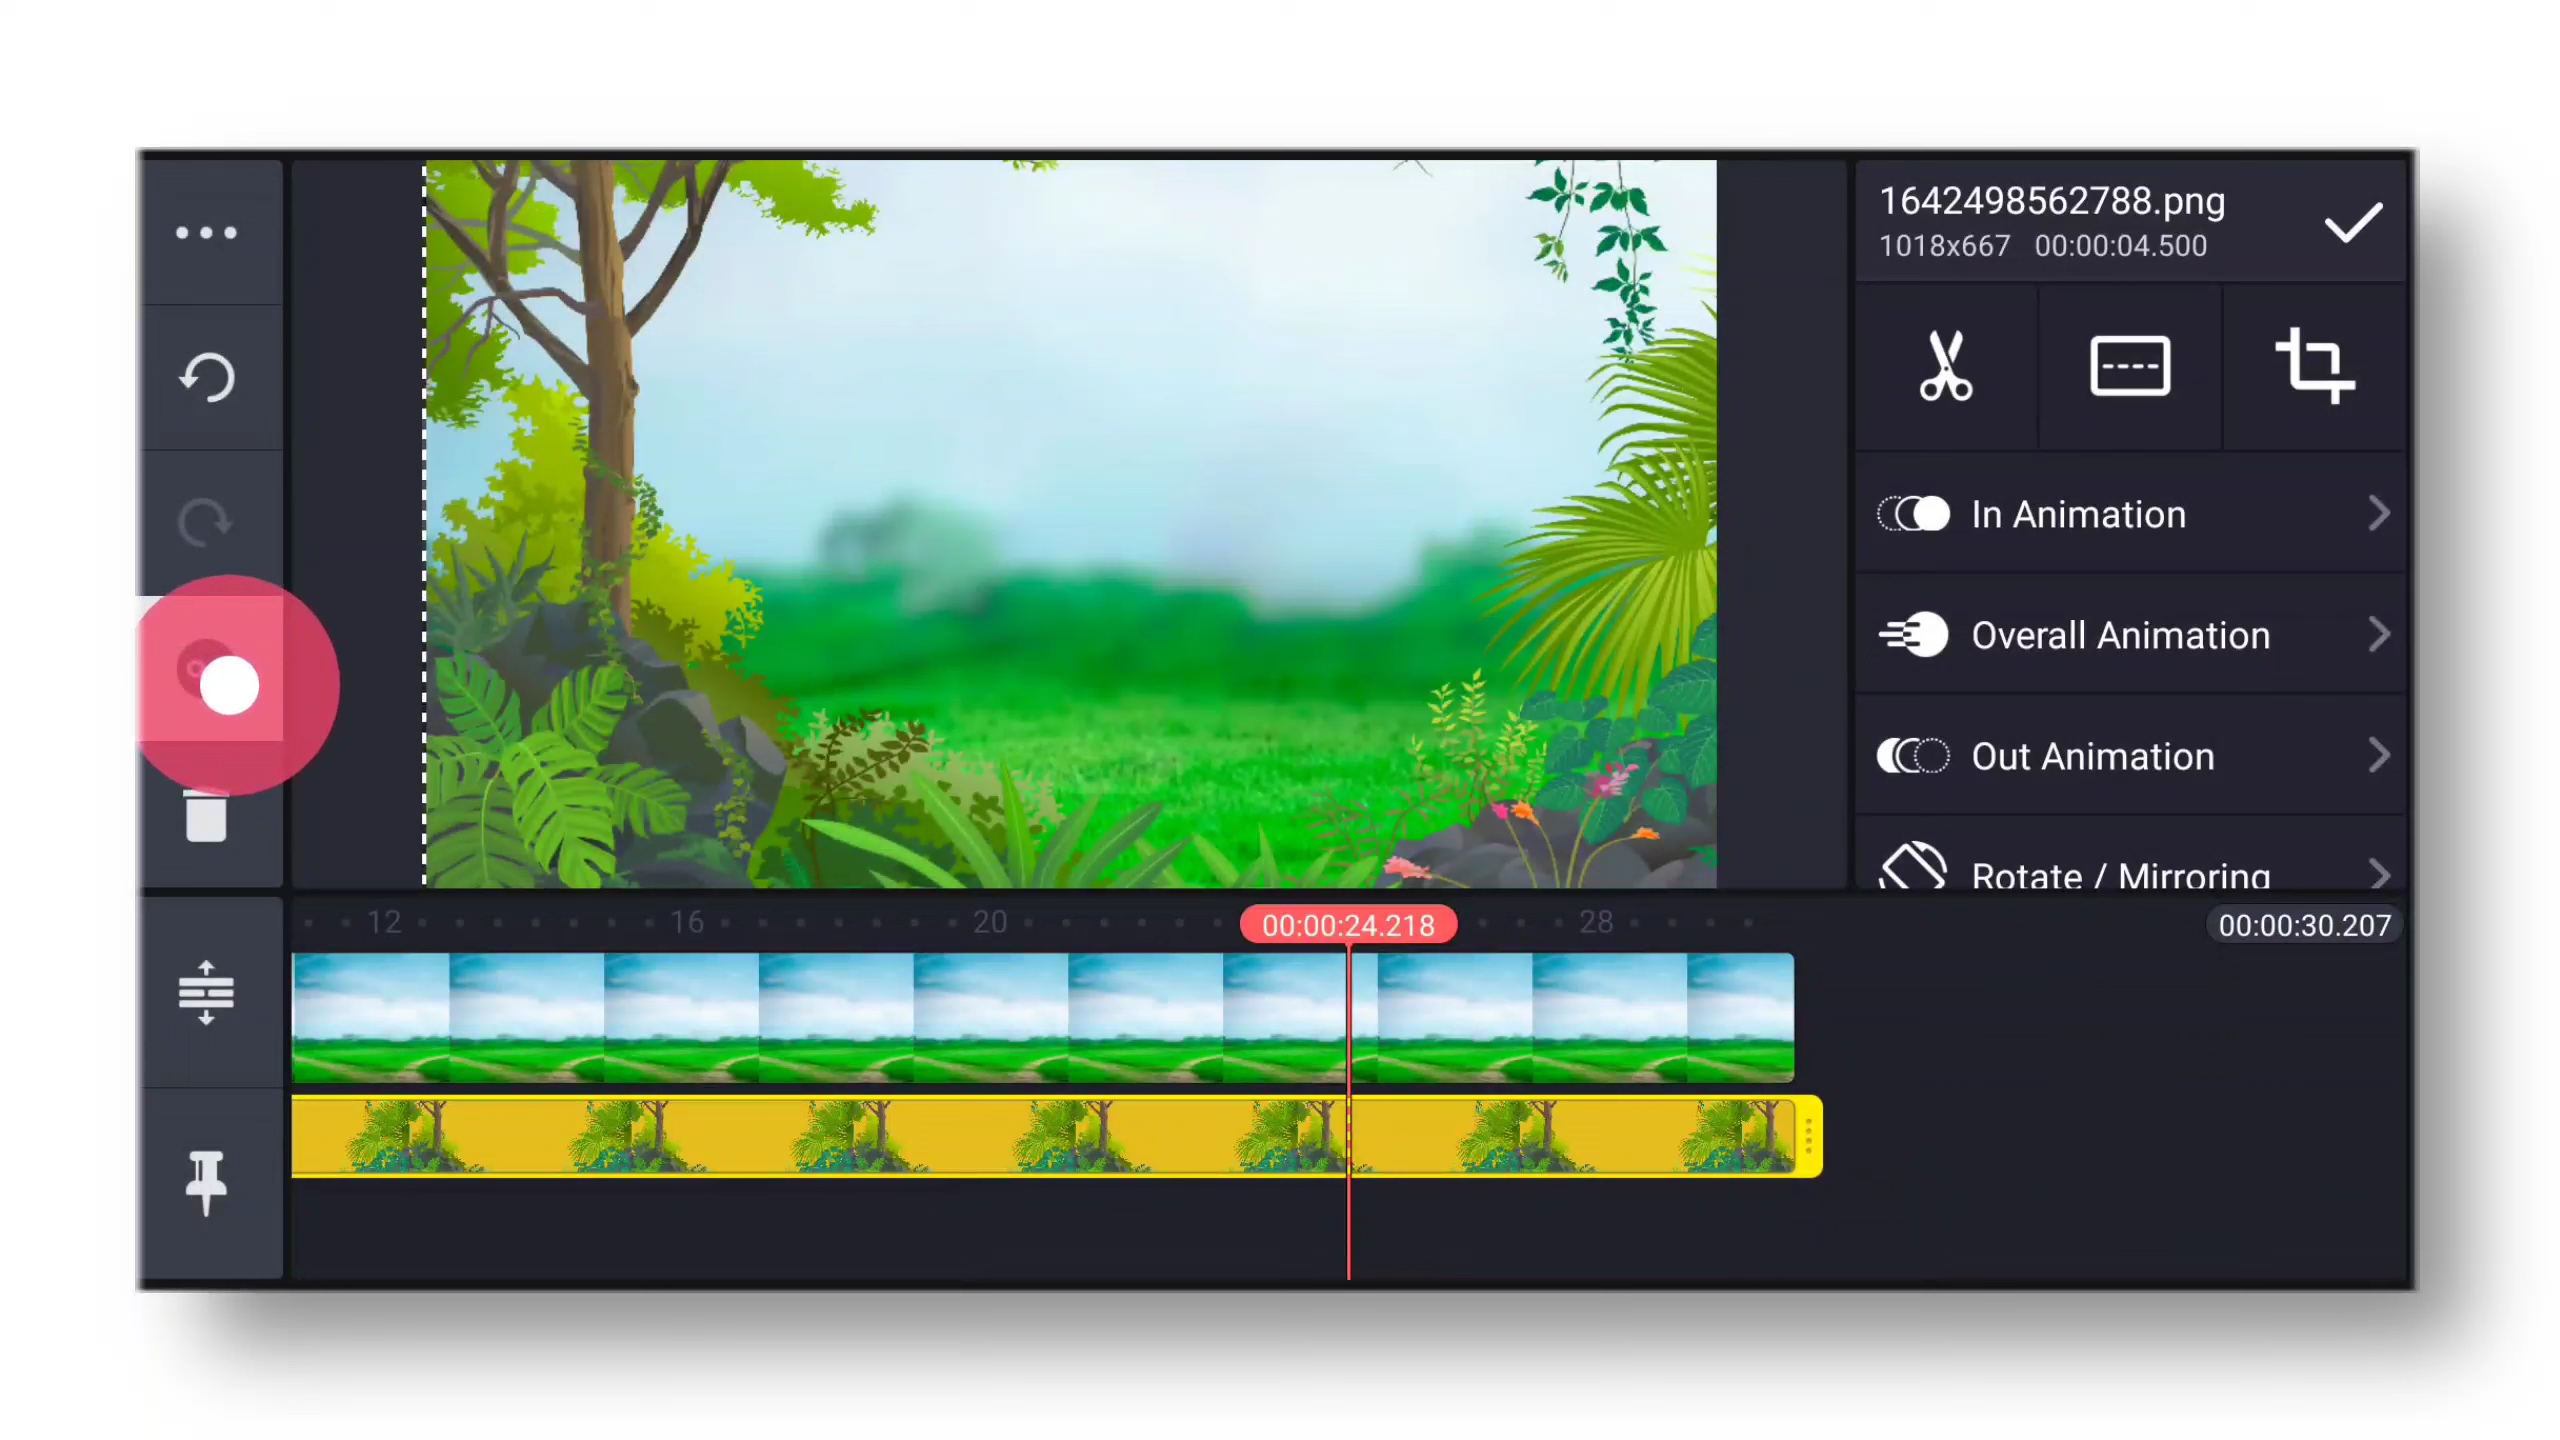 1642498562788.png
1018x667 00:00:04.500
In Animation
Overall Animation
Out Animation
Rotate / Mirroring
12 16 20 00:00:24.218 28 00:00:30.207